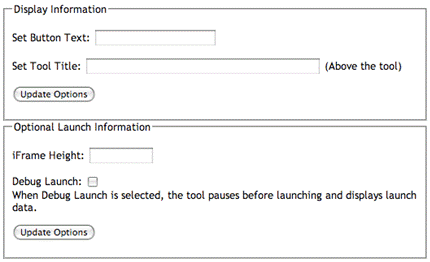 Display Information
Set Button Text:
Set Tool Title: (Above the tool)
Update Options
Optional Launch Information
iFrame Height:
Debug Launch:
When Debug Launch is selected, the tool pauses before launching and displays launch
data.
Update Options